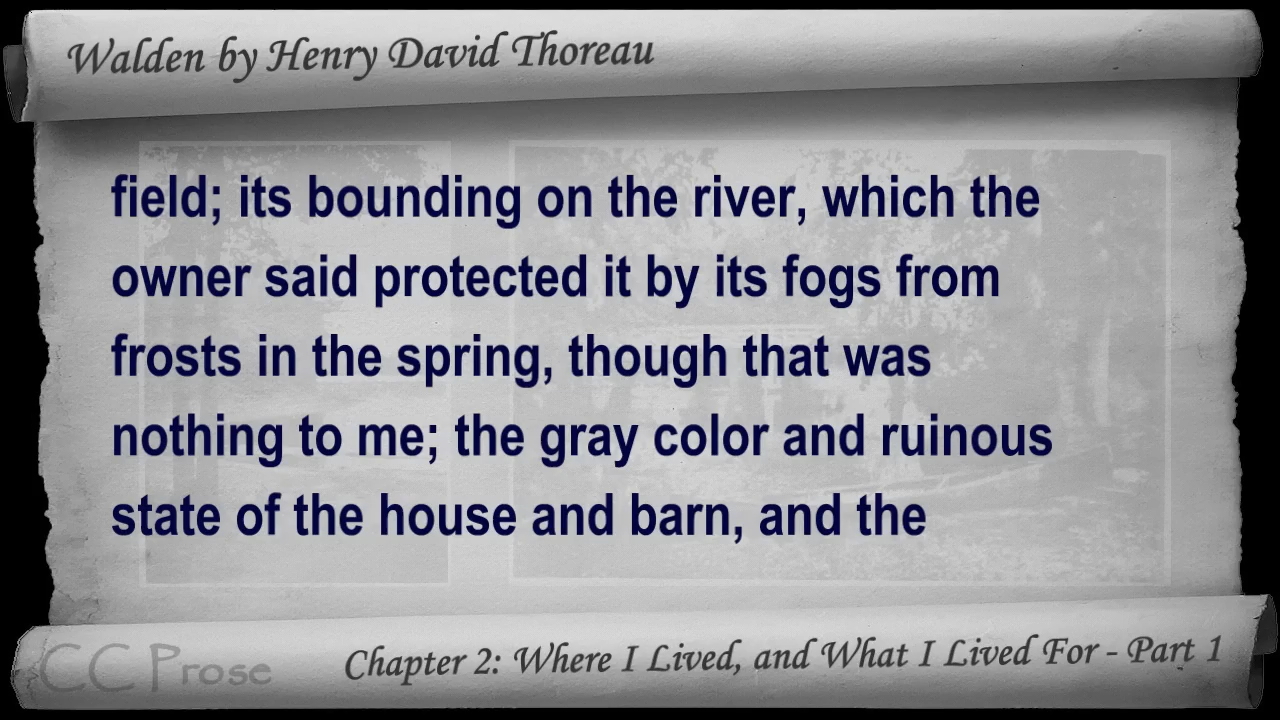 Walden by Henry David Thoreau
field; its bounding on the river, which the
owner said protected it by its fogs from
frosts in the spring, though that was
nothing to me; the gray color and ruinous
state of the house and barn, and the
CC Prose
Chapter 2: Where I Lived, and What I Lived For - Part 1